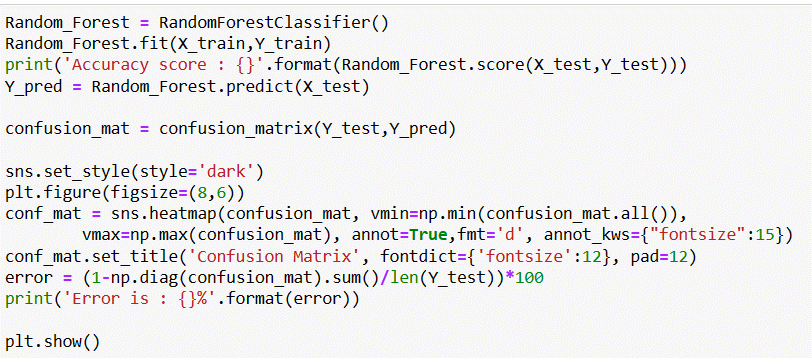 Random_Forest = RandomForestClassifier()
Random_Forest.fit(X_train,Y_train)
print('Accuracy score : {}'.format(Random_Forest.score(X_test,Y_test)))
Y_pred = Random_Forest.predict(X_test)

confusion_mat = confusion_matrix(Y_test,Y_pred)

sns.set_style(style='dark')
plt.figure(figsize=(8,6))
conf_mat = sns.heatmap(confusion_mat, vmin=np.min(confusion_mat.all()),
        vmax=np.max(confusion_mat), annot=True,fmt='d', annot_kws={"fontsize":15})
conf_mat.set_title('Confusion Matrix', fontdict={'fontsize':12}, pad=12)
error = (1-np.diag(confusion_mat).sum()/len(Y_test))*100
print('Error is : {}%'.format(error))

plt.show()